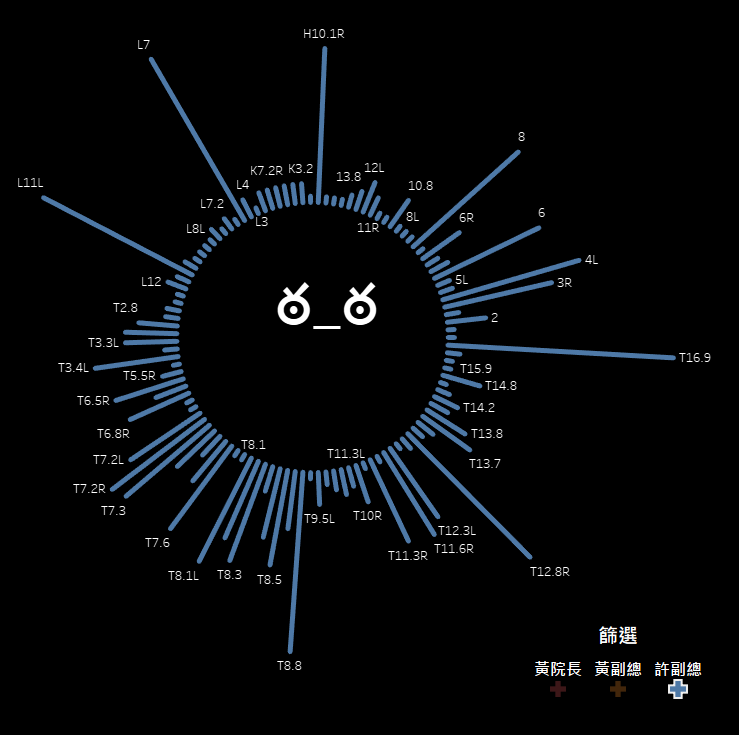 H10.1R
L7
8
K7.2R
K3.2
13.8
12L
L11L
L4
10.8
L7.2
L3
8L
6R
6
L8L
11R
4L
L12
5L
3R
T2.8
2
T3.3L
T16.9
T3.4L
T5.5R
T15.9
T14.8
T6.5R
T14.2
T6.8R
T13.8
T8.1
T11.3L
T7.2L
T13.7
T7.2R
T7.3
T9.5L
T10R
T12.3L
T7.6
T11.3R
T11.6R
T8.1L
T8.3
T8.5
T12.8R
T8.8
篩選
黃院長 黃副總 許副總